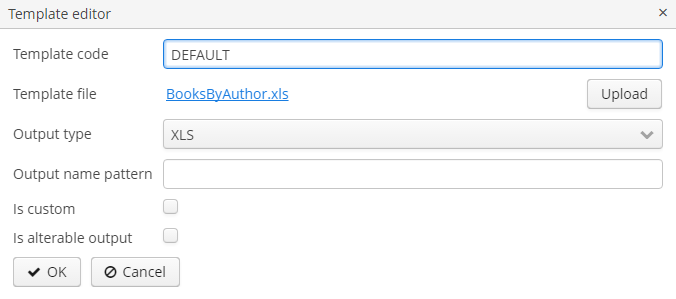 Template editor ×
Template code DEFAULT
Template file BooksByAuthor.xls Upload
Output type XLS
Output name pattern
Is custom
Is alterable output
OK Cancel